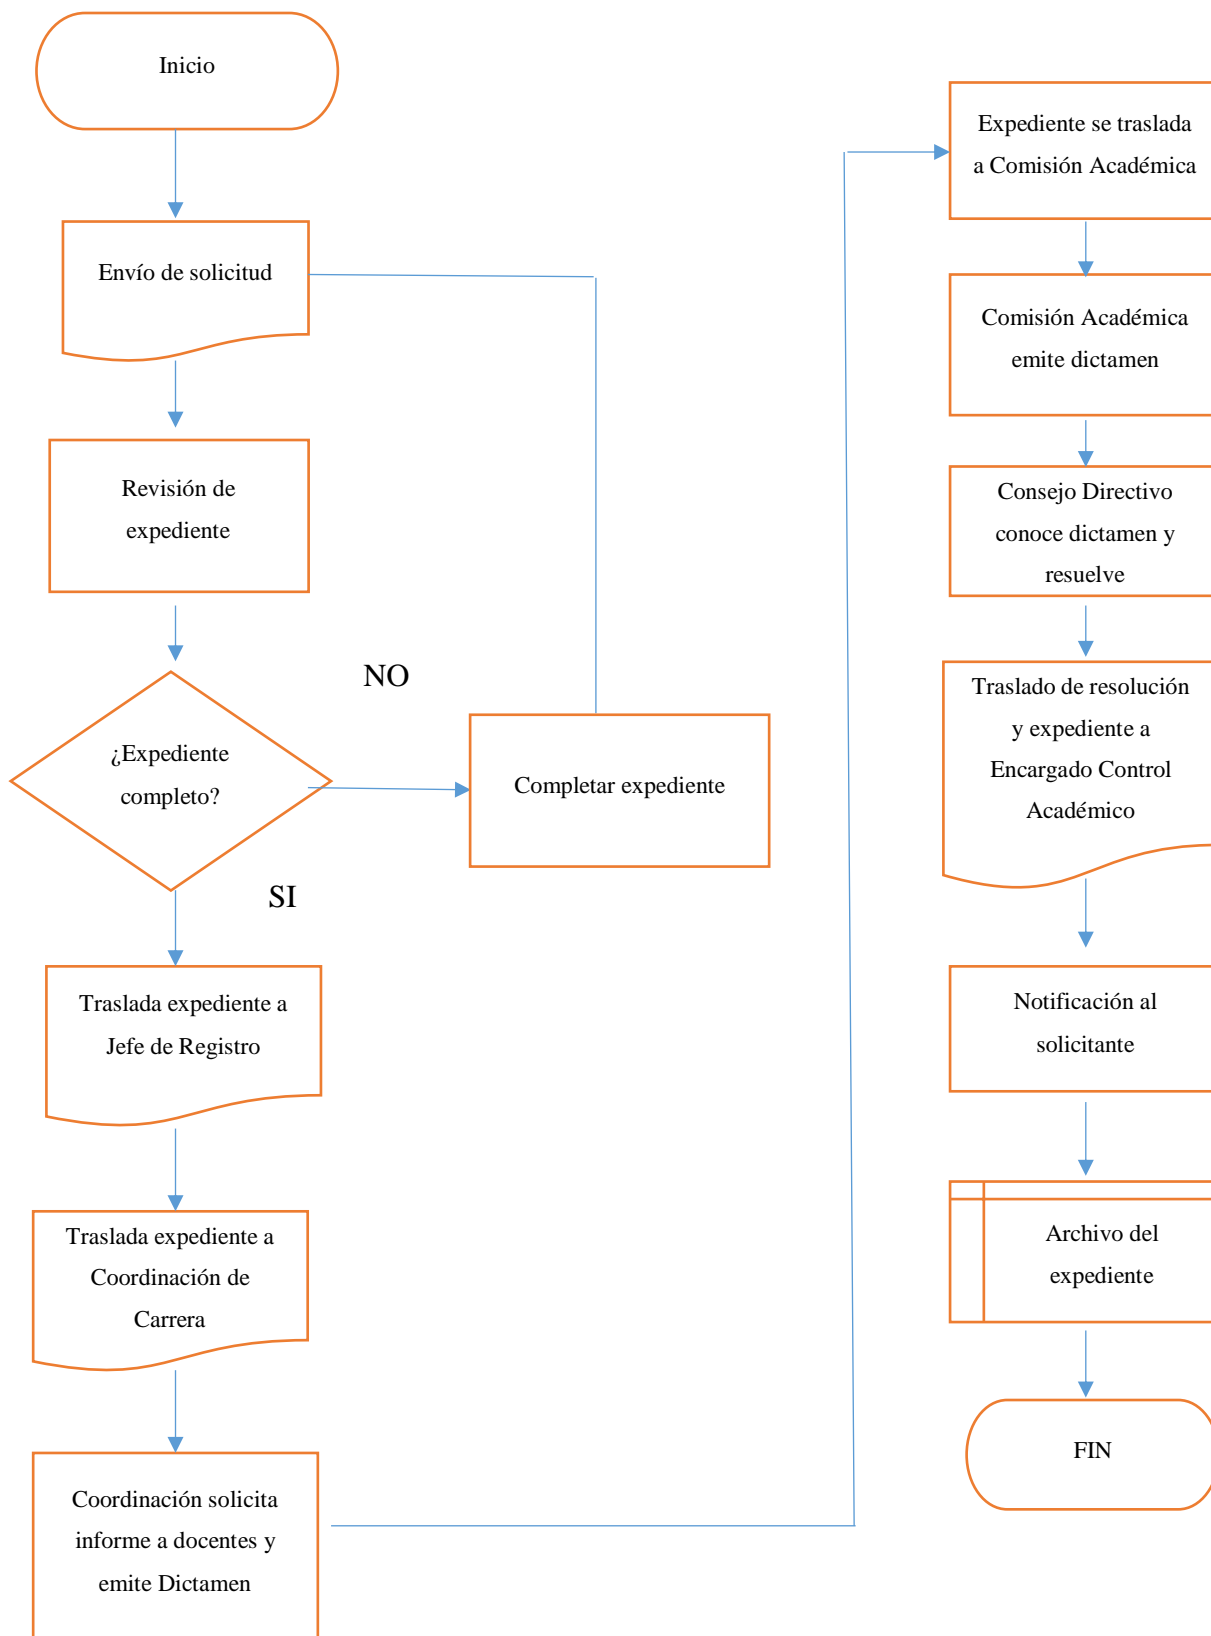 Inicio
Envío de solicitud
Revisión de
expediente
NO
¿Expediente
completo?
Completar expediente
SI
Traslada expediente a
Jefe de Registro
Traslada expediente a
Coordinación de
Carrera
Coordinación solicita
informe a docentes y
emite Dictamen
Expediente se traslada
a Comisión Académica
Comisión Académica
emite dictamen
Consejo Directivo
conoce dictamen y
resuelve
Traslado de resolución
y expediente a
Encargado Control
Académico
Notificación al
solicitante
Archivo del
expediente
FIN